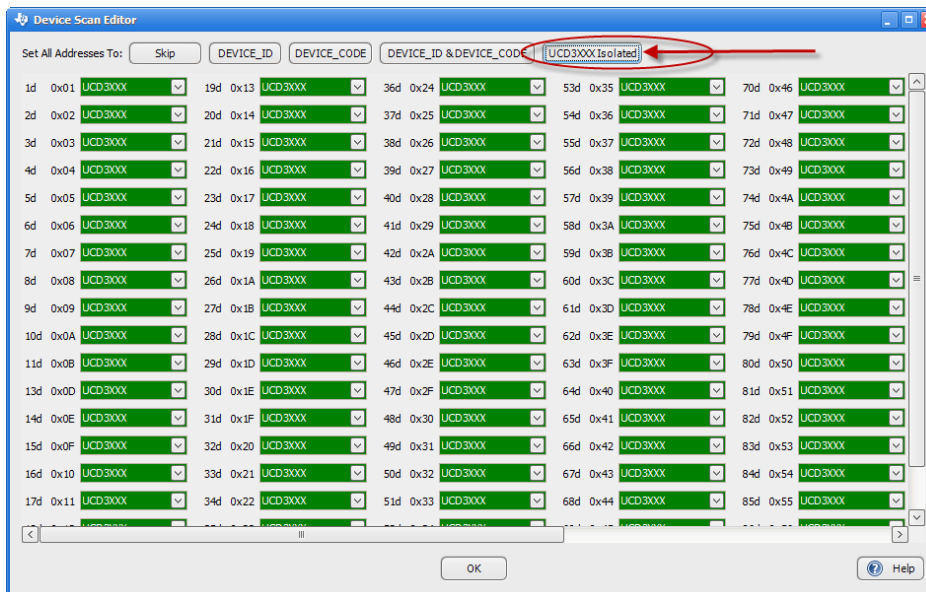 Device Scan Editor
Set All Addresses To: Skip DEVICE_ID DEVICE_CODE DEVICE_ID & DEVICE_CODE UCD3XXX Isolated
1d 0x01 UCD3XXX 19d 0x13 UCD3XXX 36d 0x24 UCD3XXX 53d 0x35 UCD3XXX 70d 0x46 UCD3XXX
2d 0x02 UCD3XXX 20d 0x14 UCD3XXX 37d 0x25 UCD3XXX 54d 0x36 UCD3XXX 71d 0x47 UCD3XXX
3d 0x03 UCD3XXX 21d 0x15 UCD3XXX 38d 0x26 UCD3XXX 55d 0x37 UCD3XXX 72d 0x48 UCD3XXX
4d 0x04 UCD3XXX 22d 0x16 UCD3XXX 39d 0x27 UCD3XXX 56d 0x38 UCD3XXX 73d 0x49 UCD3XXX
5d 0x05 UCD3XXX 23d 0x17 UCD3XXX 40d 0x28 UCD3XXX 57d 0x39 UCD3XXX 74d 0x4A UCD3XXX
6d 0x06 UCD3XXX 24d 0x18 UCD3XXX 41d 0x29 UCD3XXX 58d 0x3A UCD3XXX 75d 0x4B UCD3XXX
7d 0x07 UCD3XXX 25d 0x19 UCD3XXX 42d 0x2A UCD3XXX 59d 0x3B UCD3XXX 76d 0x4C UCD3XXX
8d 0x08 UCD3XXX 26d 0x1A UCD3XXX 43d 0x2B UCD3XXX 60d 0x3C UCD3XXX 77d 0x4D UCD3XXX
9d 0x09 UCD3XXX 27d 0x1B UCD3XXX 44d 0x2C UCD3XXX 61d 0x3D UCD3XXX 78d 0x4E UCD3XXX
10d 0x0A UCD3XXX 28d 0x1C UCD3XXX 45d 0x2D UCD3XXX 62d 0x3E UCD3XXX 79d 0x4F UCD3XXX
11d 0x0B UCD3XXX 29d 0x1D UCD3XXX 46d 0x2E UCD3XXX 63d 0x3F UCD3XXX 80d 0x50 UCD3XXX
13d 0x0D UCD3XXX 30d 0x1E UCD3XXX 47d 0x2F UCD3XXX 64d 0x40 UCD3XXX 81d 0x51 UCD3XXX
14d 0x0E UCD3XXX 31d 0x1F UCD3XXX 48d 0x30 UCD3XXX 65d 0x41 UCD3XXX 82d 0x52 UCD3XXX
15d 0x0F UCD3XXX 32d 0x20 UCD3XXX 49d 0x31 UCD3XXX 66d 0x42 UCD3XXX 83d 0x53 UCD3XXX
16d 0x10 UCD3XXX 33d 0x21 UCD3XXX 50d 0x32 UCD3XXX 67d 0x43 UCD3XXX 84d 0x54 UCD3XXX
17d 0x11 UCD3XXX 34d 0x22 UCD3XXX 51d 0x33 UCD3XXX 68d 0x44 UCD3XXX 85d 0x55 UCD3XXX
OK Help